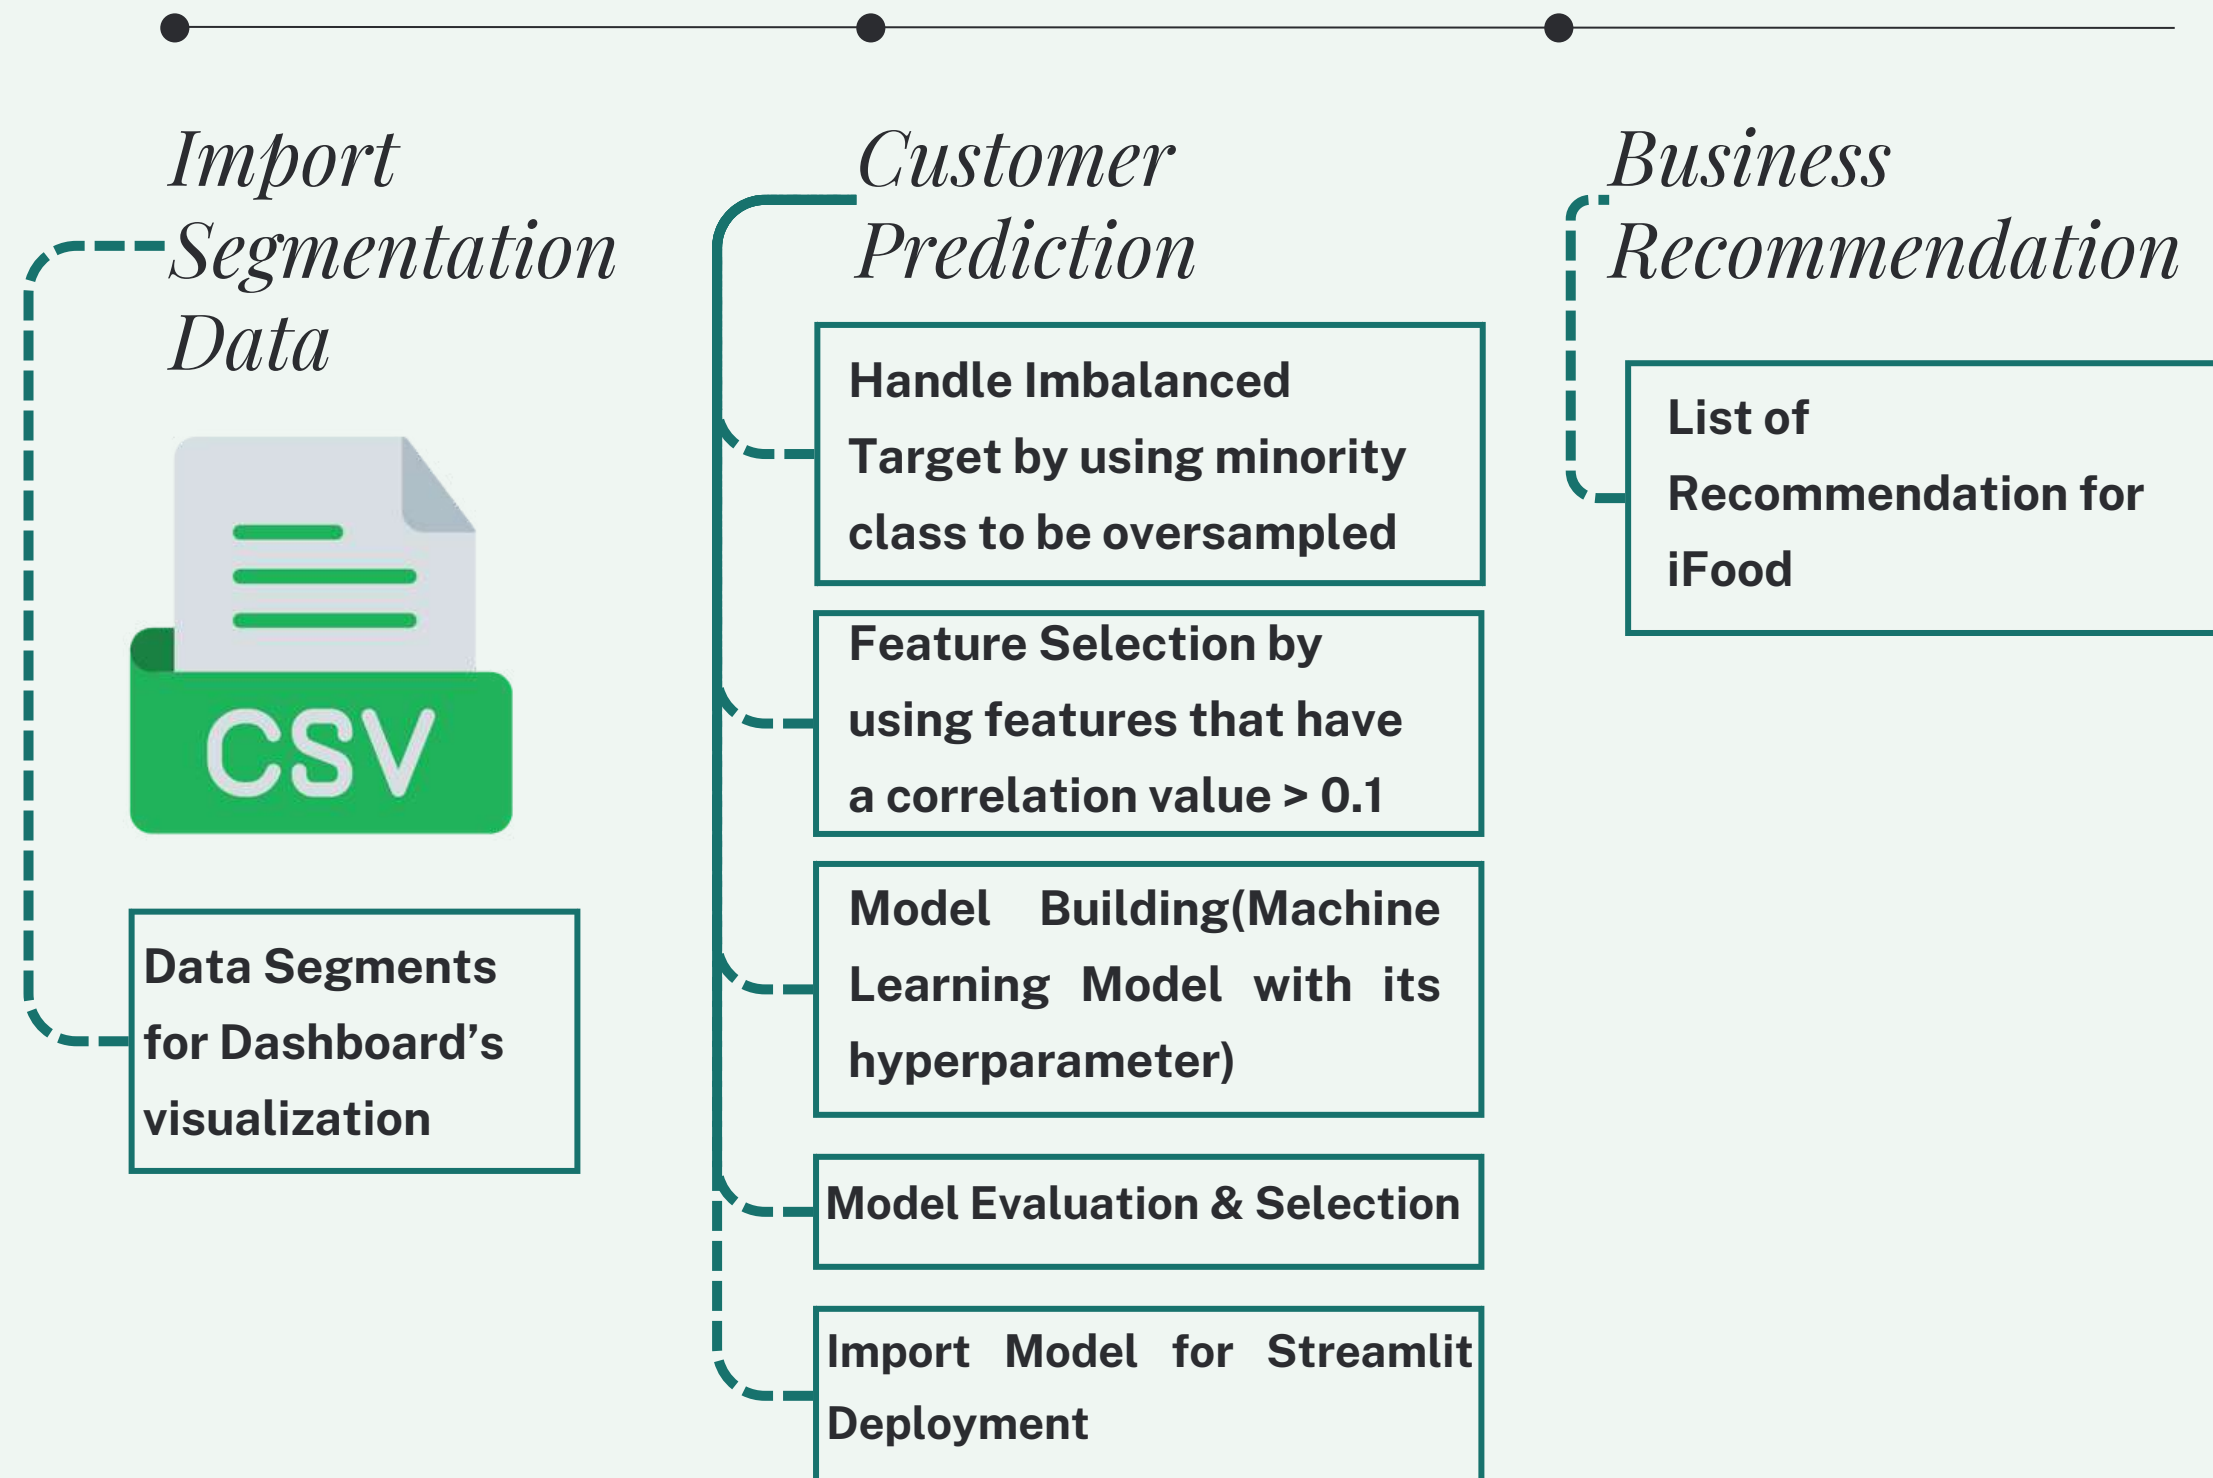 Import
Segmentation
Data
CSV
Data Segments
for Dashboard’s
visualization
Customer
Prediction
Handle Imbalanced
Target by using minority
class to be oversampled
Feature Selection by
using features that have
a correlation value > 0.1
Model Building(Machine
Learning Model with its
hyperparameter)
Model Evaluation & Selection
Import Model for Streamlit
Deployment
Business
Recommendation
List of
Recommendation for
iFood